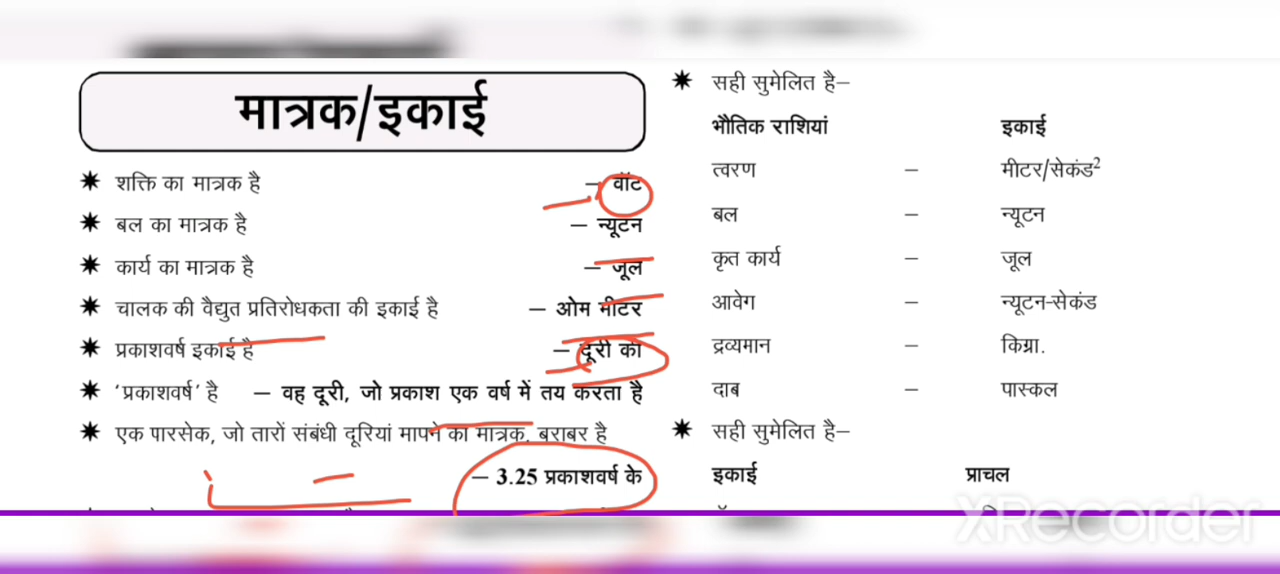 मात्रक/इकाई
✷ शक्ति का मात्रक है – वॉट
✷ बल का मात्रक है – न्यूटन
✷ कार्य का मात्रक है – जूल
✷ चालक की वैद्युत प्रतिरोधकता की इकाई है – ओम मीटर
✷ प्रकाशवर्ष इकाई है – दूरी की
✷ 'प्रकाशवर्ष' है – वह दूरी, जो प्रकाश एक वर्ष में तय करता है
✷ एक पारसेक, जो तारों संबंधी दूरियां मापने का मात्रक, बराबर है
– 3.25 प्रकाशवर्ष के
✷ सही सुमेलित है–
भौतिक राशियां इकाई
त्वरण – मीटर/सेकंड²
बल – न्यूटन
कृत कार्य – जूल
आवेग – न्यूटन-सेकंड
द्रव्यमान – किग्रा.
दाब – पास्कल
✷ सही सुमेलित है–
इकाई प्राचल
XRecorder